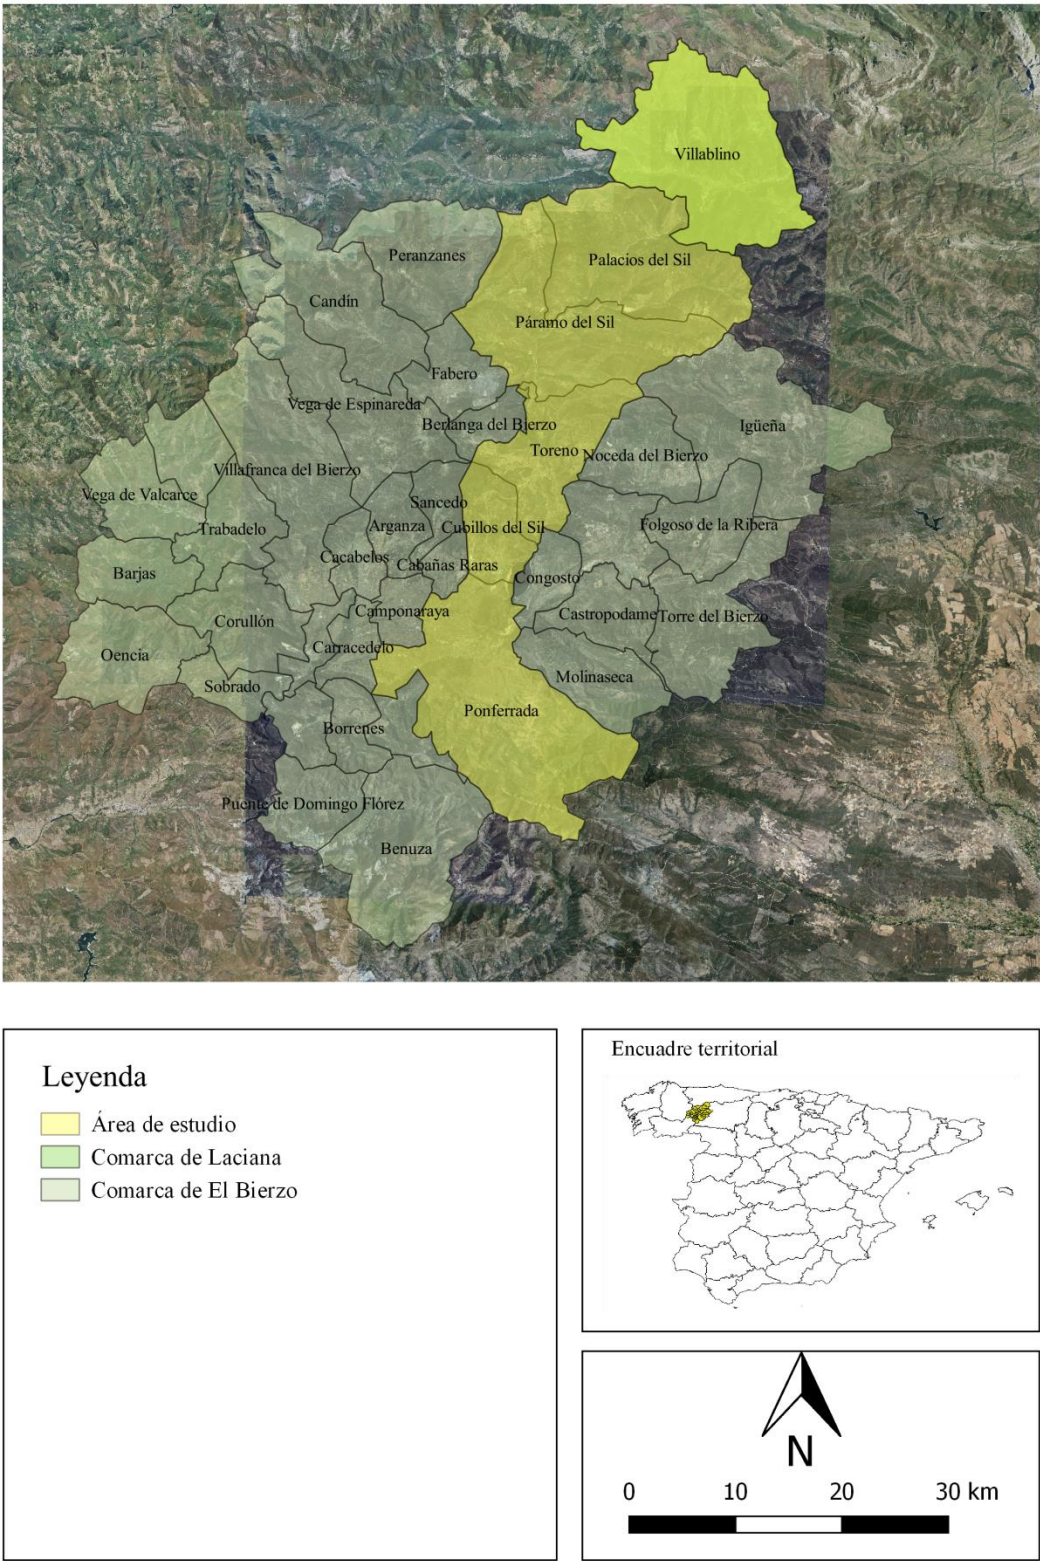 Villablino
Peranzanes
Palacios del Sil
Candín
Páramo del Sil
Fabero
Vega de Espinareda
Berlanga del Bierzo
Igüeña
Toreno
Noceda del Bierzo
Villafranca del Bierzo
Vega de Valcarce
Sancedo
Trabadelo
Arganza
Cubillos del Sil
Folgoso de la Ribera
Cacabelos
Cabañas Raras
Barjas
Congosto
Camponaraya
Castropodame
Torre del Bierzo
Corullón
Carracedelo
Oencia
Molinaseca
Sobrado
Ponferrada
Borrenes
Puente de Domingo Flórez
Benuza
Leyenda
Área de estudio
Comarca de Laciana
Comarca de El Bierzo
Encuadre territorial
N
0 10 20 30 km